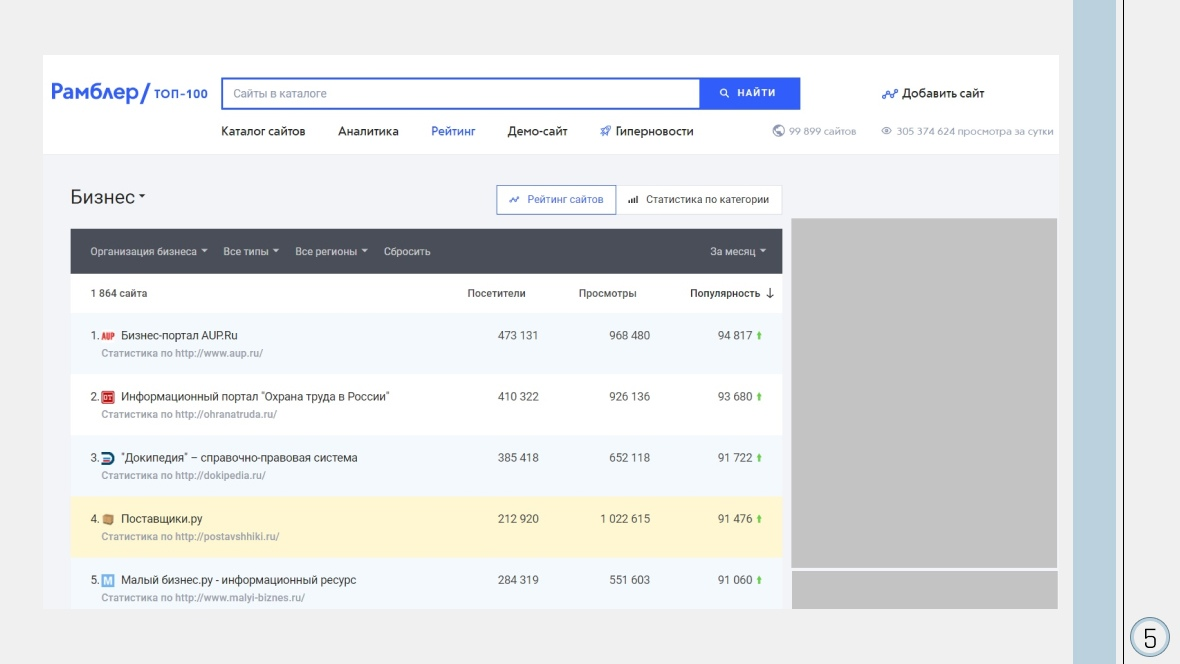 Рамблер/ ТОП-100 Сайты в каталоге НАЙТИ Добавить сайт
Каталог сайтов Аналитика Рейтинг Демо-сайт Гиперновости 99 899 сайтов 305 374 624 просмотра за сутки
Бизнес Рейтинг сайтов Статистика по категории
Организация бизнеса Все типы Все регионы Сбросить За месяц
1 864 сайта Посетители Просмотры Популярность ↓
1. AUP Бизнес-портал AUP.Ru 473 131 968 480 94 817
Статистика по http://www.aup.ru/
2. ОТ Информационный портал "Охрана труда в России" 410 322 926 136 93 680
Статистика по http://ohranatruda.ru/
3. "Докипедия" – справочно-правовая система 385 418 652 118 91 722
Статистика по http://dokipedia.ru/
4. Поставщики.ру 212 920 1 022 615 91 476
Статистика по http://postavshhiki.ru/
5. М Малый бизнес.ру - информационный ресурс 284 319 551 603 91 060
Статистика по http://www.malyi-biznes.ru/
5